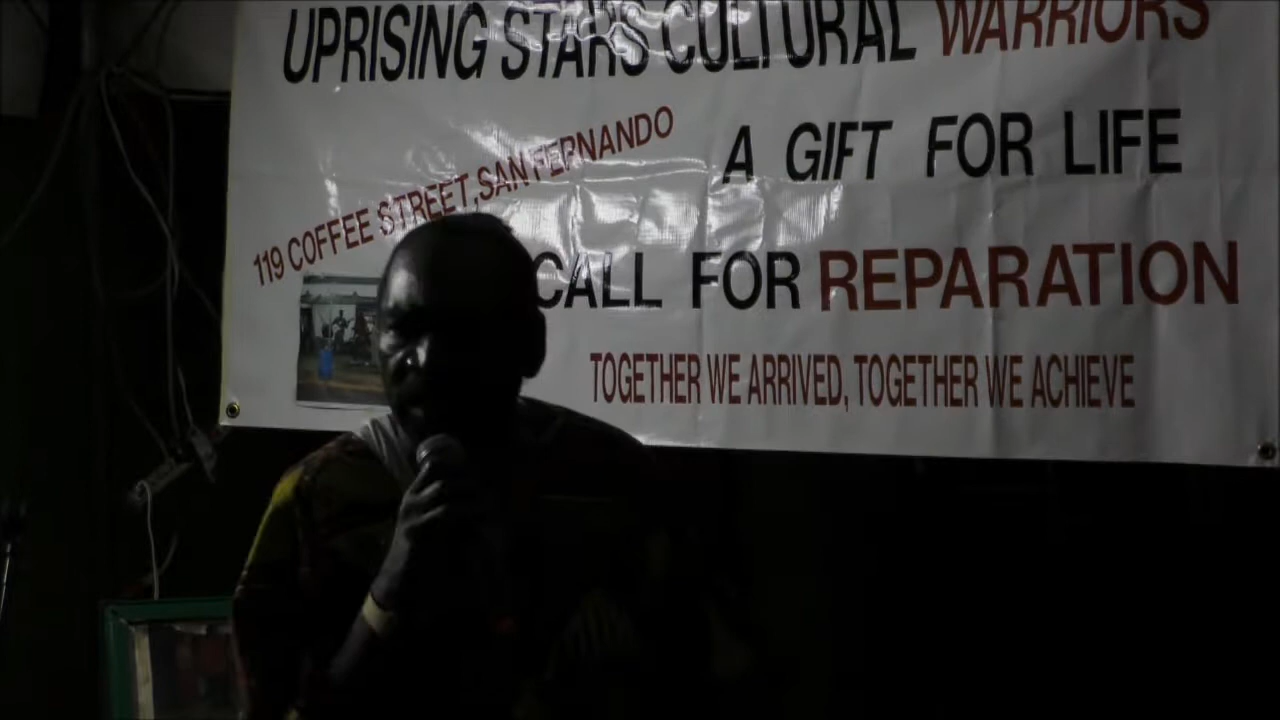 UPRISING STARS CULTURAL WARRIORS
119 COFFEE STREET, SAN FERNANDO
A GIFT FOR LIFE
CALL FOR REPARATION
TOGETHER WE ARRIVED, TOGETHER WE ACHIEVE